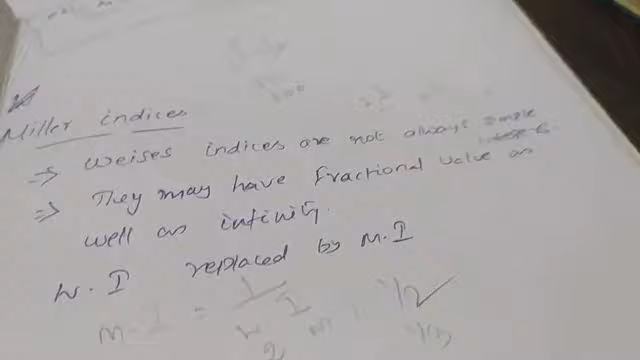 Miller indices
⇒ Weises indices are not always simple
⇒ They may have fractional value as
well as infinity.
W.I replaced by M.I